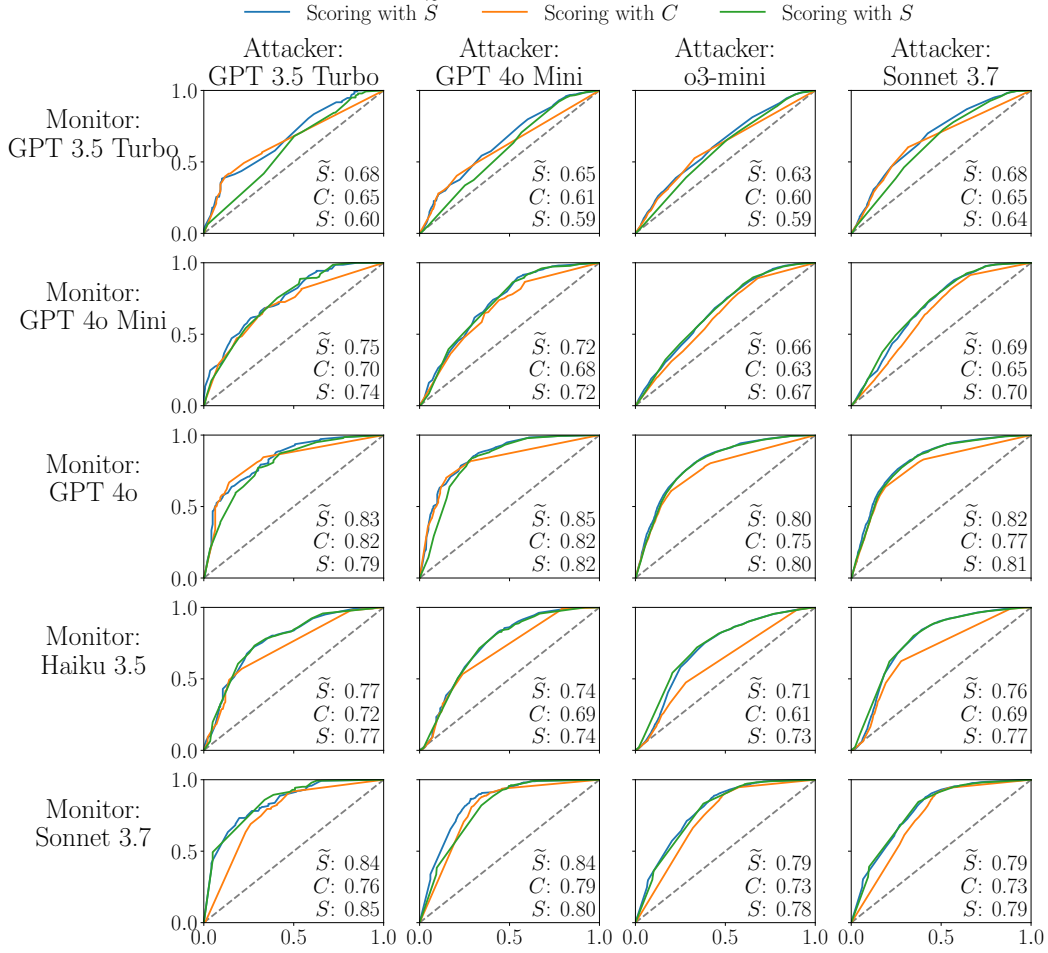 Scoring with S̃ Scoring with C Scoring with S
Attacker: GPT 3.5 Turbo
Attacker: GPT 4o Mini
Attacker: o3-mini
Attacker: Sonnet 3.7
Monitor: GPT 3.5 Turbo
1.0
0.5
0.0
S̃: 0.68
C: 0.65
S: 0.60
S̃: 0.65
C: 0.61
S: 0.59
S̃: 0.63
C: 0.60
S: 0.59
S̃: 0.68
C: 0.65
S: 0.64
Monitor: GPT 4o Mini
1.0
0.5
0.0
S̃: 0.75
C: 0.70
S: 0.74
S̃: 0.72
C: 0.68
S: 0.72
S̃: 0.66
C: 0.63
S: 0.67
S̃: 0.69
C: 0.65
S: 0.70
Monitor: GPT 4o
1.0
0.5
0.0
S̃: 0.83
C: 0.82
S: 0.79
S̃: 0.85
C: 0.82
S: 0.82
S̃: 0.80
C: 0.75
S: 0.80
S̃: 0.82
C: 0.77
S: 0.81
Monitor: Haiku 3.5
1.0
0.5
0.0
S̃: 0.77
C: 0.72
S: 0.77
S̃: 0.74
C: 0.69
S: 0.74
S̃: 0.71
C: 0.61
S: 0.73
S̃: 0.76
C: 0.69
S: 0.77
Monitor: Sonnet 3.7
1.0
0.5
0.0
S̃: 0.84
C: 0.76
S: 0.85
S̃: 0.84
C: 0.79
S: 0.80
S̃: 0.79
C: 0.73
S: 0.78
S̃: 0.79
C: 0.73
S: 0.79
0.0 0.5 1.0
0.0 0.5 1.0
0.0 0.5 1.0
0.0 0.5 1.0